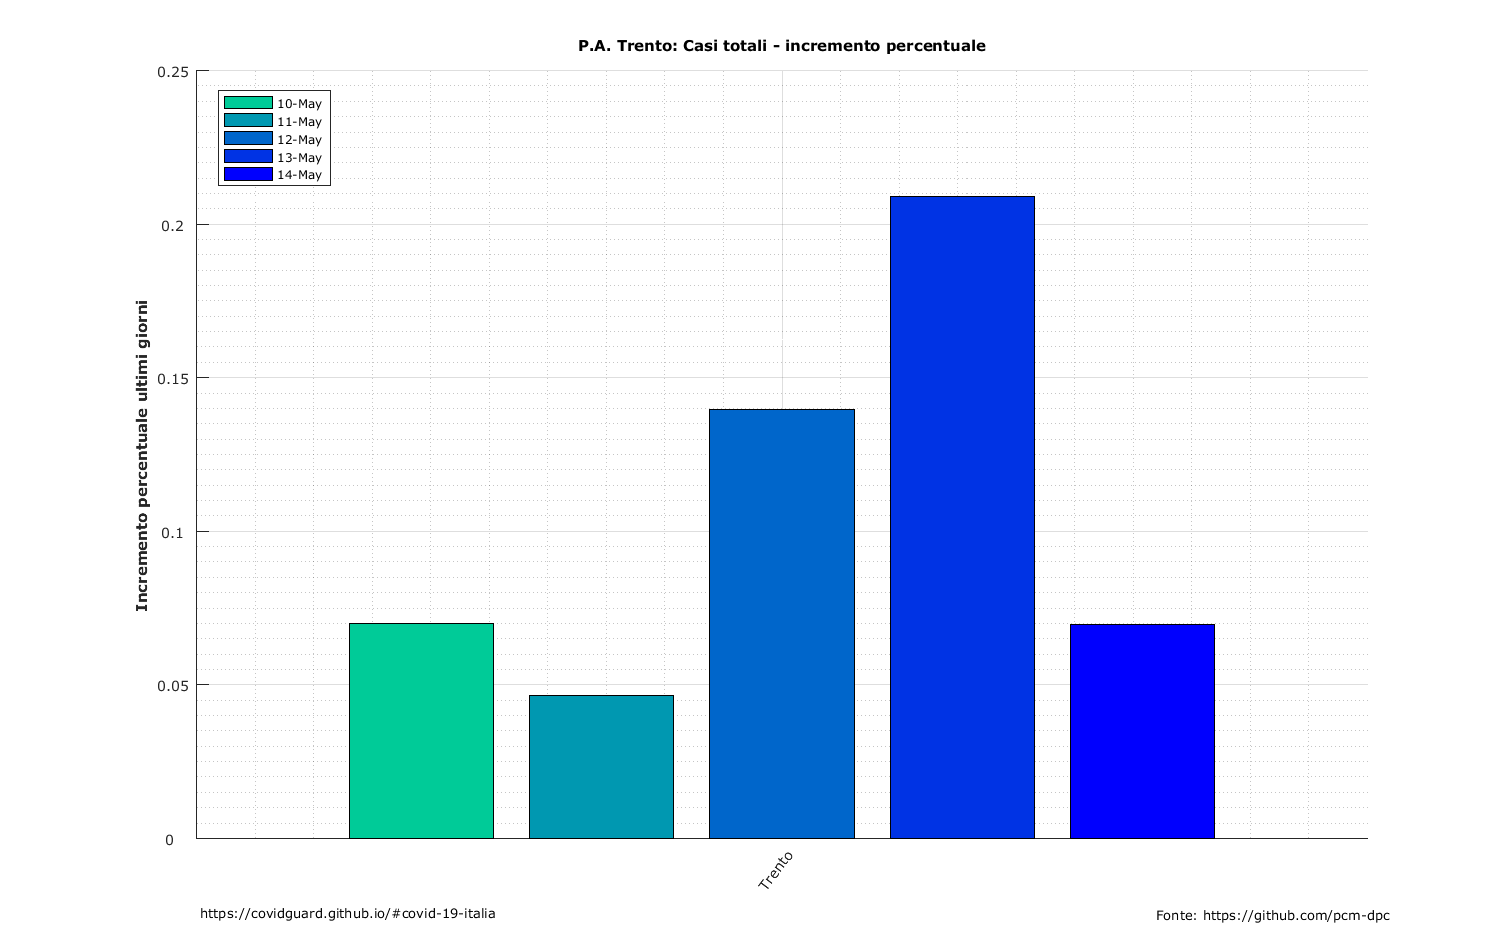 P.A. Trento: Casi totali - incremento percentuale
0.25
0.2
0.15
0.1
0.05
0
Incremento percentuale ultimi giorni
10-May
11-May
12-May
13-May
14-May
Trento
https://covidguard.github.io/#covid-19-italia
Fonte: https://github.com/pcm-dpc